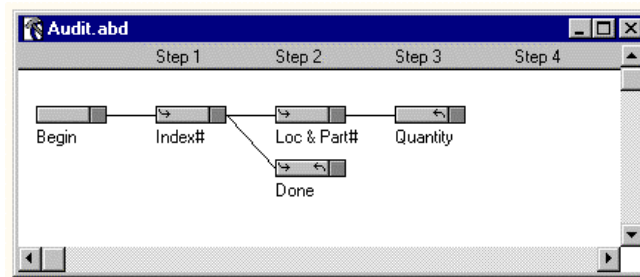 Audit.abd
Step 1 Step 2 Step 3 Step 4
Begin Index# Loc & Part# Quantity
Done